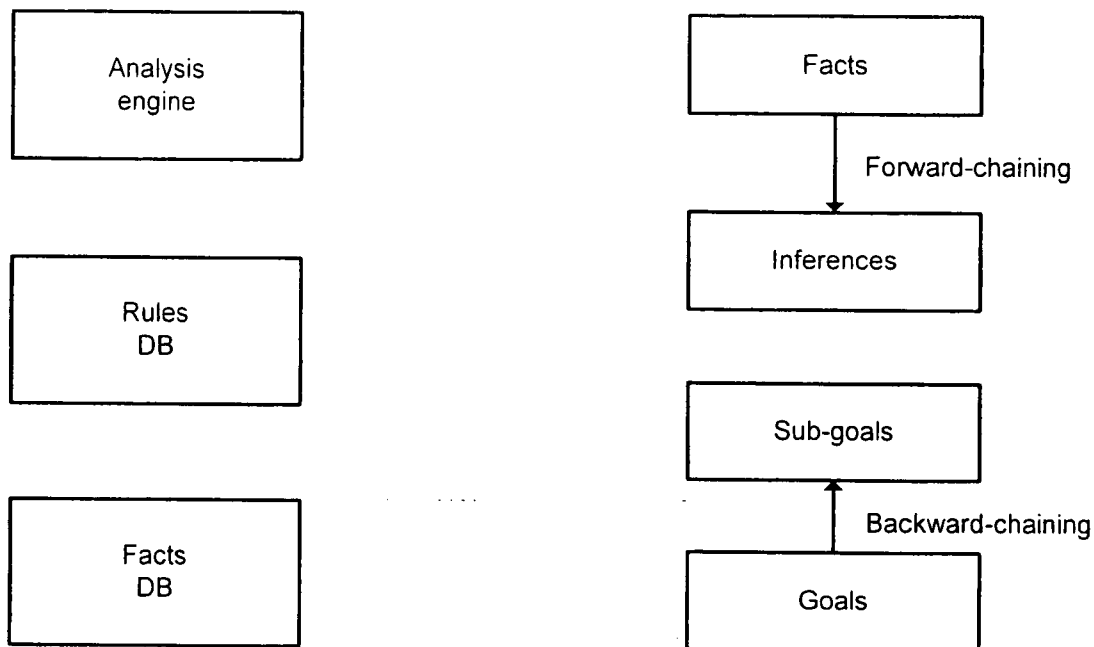 Analysis
engine
Rules
DB
Facts
DB
Facts
Forward-chaining
Inferences
Sub-goals
Backward-chaining
Goals